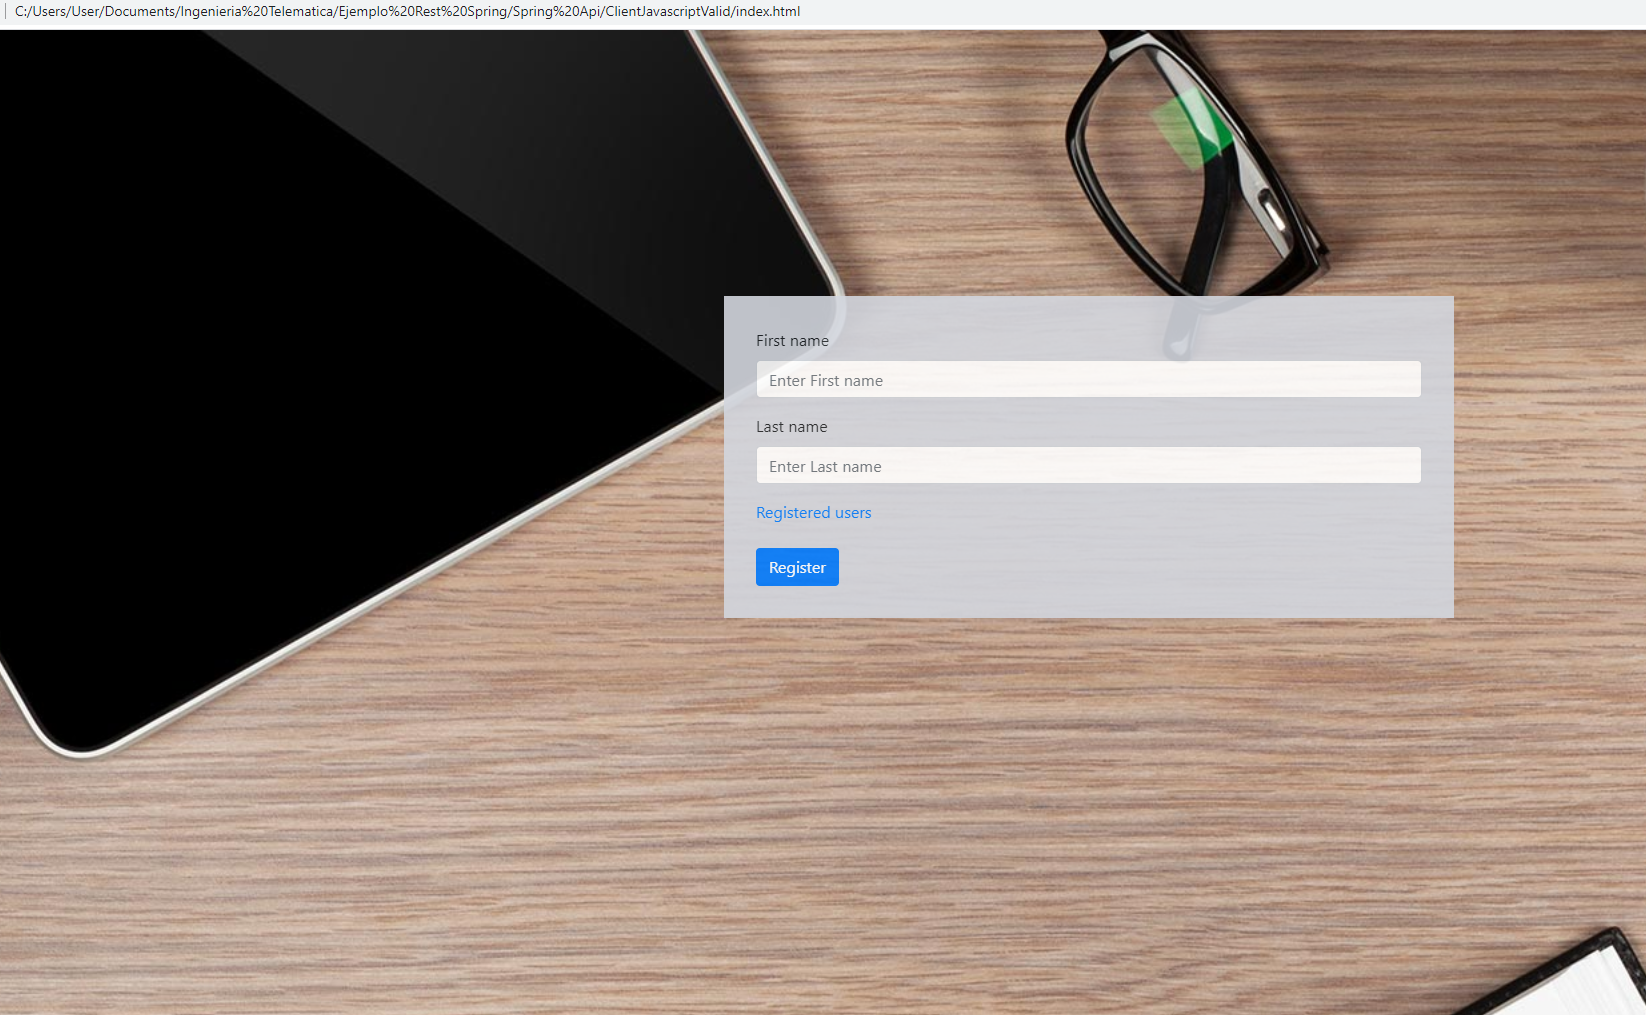 C:/Users/User/Documents/Ingenieria%20Telematica/Ejemplo%20Rest%20Spring/Spring%20Api/ClientJavascriptValid/index.html
First name
Enter First name
Last name
Enter Last name
Registered users
Register